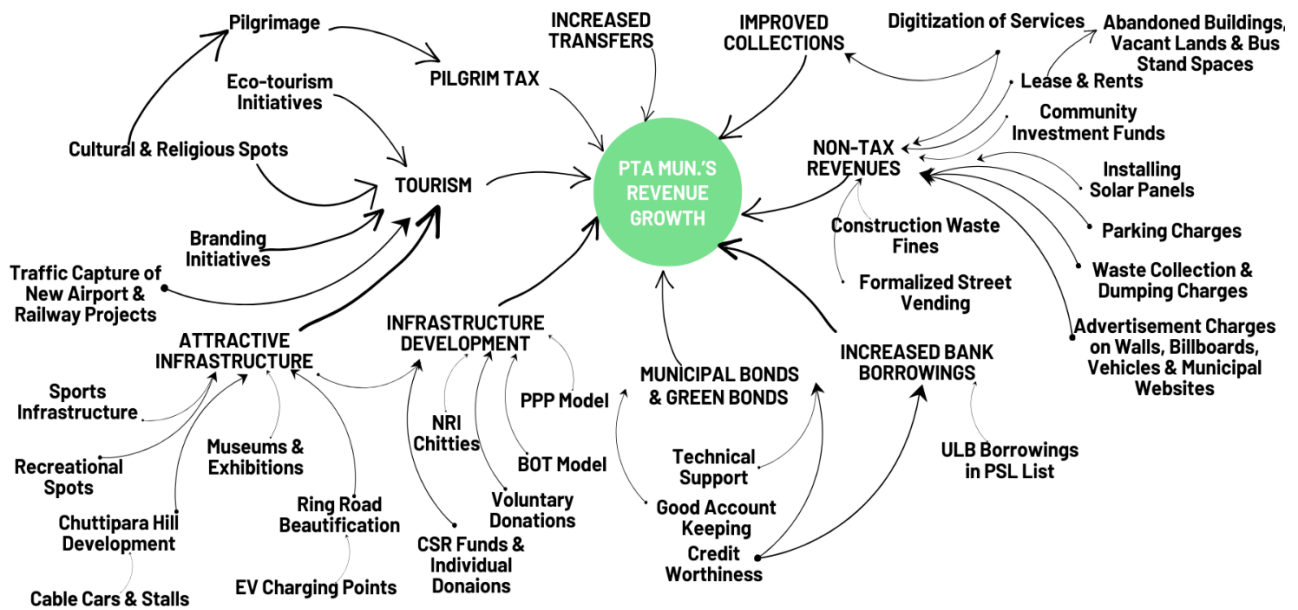 Pilgrimage
INCREASED
TRANSFERS
IMPROVED
COLLECTIONS
Digitization of Services
Abandoned Buildings,
Vacant Lands & Bus
Stand Spaces
Eco-tourism
Initiatives
PILGRIM TAX
Lease & Rents
Community
Investment Funds
Cultural & Religious Spots
TOURISM
PTA MUN.'S
REVENUE
GROWTH
NON-TAX
REVENUES
Installing
Solar Panels
Branding
Initiatives
Construction Waste
Fines
Parking Charges
Traffic Capture of
New Airport &
Railway Projects
Formalized Street
Vending
Waste Collection &
Dumping Charges
ATTRACTIVE
INFRASTRUCTURE
INFRASTRUCTURE
DEVELOPMENT
MUNICIPAL BONDS
& GREEN BONDS
INCREASED BANK
BORROWINGS
Advertisement Charges
on Walls, Billboards,
Vehicles & Municipal
Websites
Sports
Infrastructure
Museums &
Exhibitions
NRI
Chitties
PPP Model
BOT Model
Technical
Support
ULB Borrowings
in PSL List
Recreational
Spots
Ring Road
Beautification
Voluntary
Donations
Good Account
Keeping
Chuttipara Hill
Development
CSR Funds &
Individual
Donaions
Credit
Worthiness
Cable Cars & Stalls
EV Charging Points